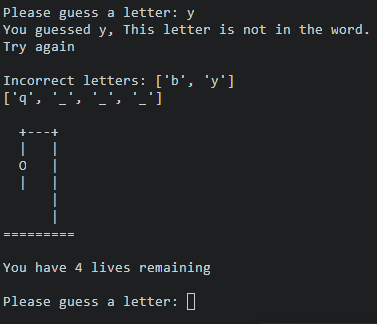 Please guess a letter: y
You guessed y, This letter is not in the word.
Try again

Incorrect letters: ['b', 'y']
['q', '_', '_', '_']

  +---+
  |   |
  O   |
  |   |
      |
      |
=========

You have 4 lives remaining

Please guess a letter: